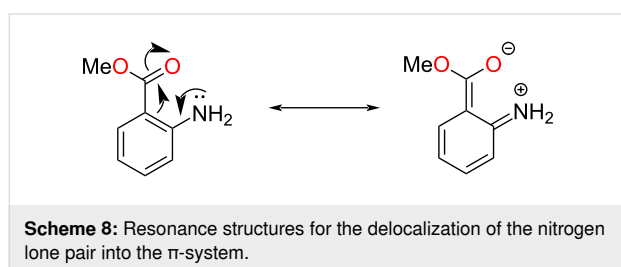 MeO O NH₂ MeO O ⊖ ⊕ NH₂
Scheme 8: Resonance structures for the delocalization of the nitrogen
lone pair into the π-system.